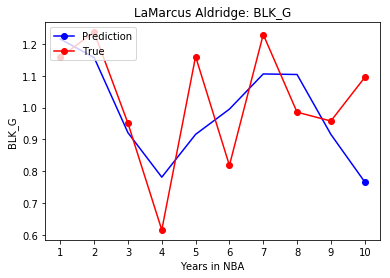 LaMarcus Aldridge: BLK_G
Prediction
True
1.2
1.1
1.0
0.9
0.8
0.7
0.6
BLK_G
1 2 3 4 5 6 7 8 9 10
Years in NBA